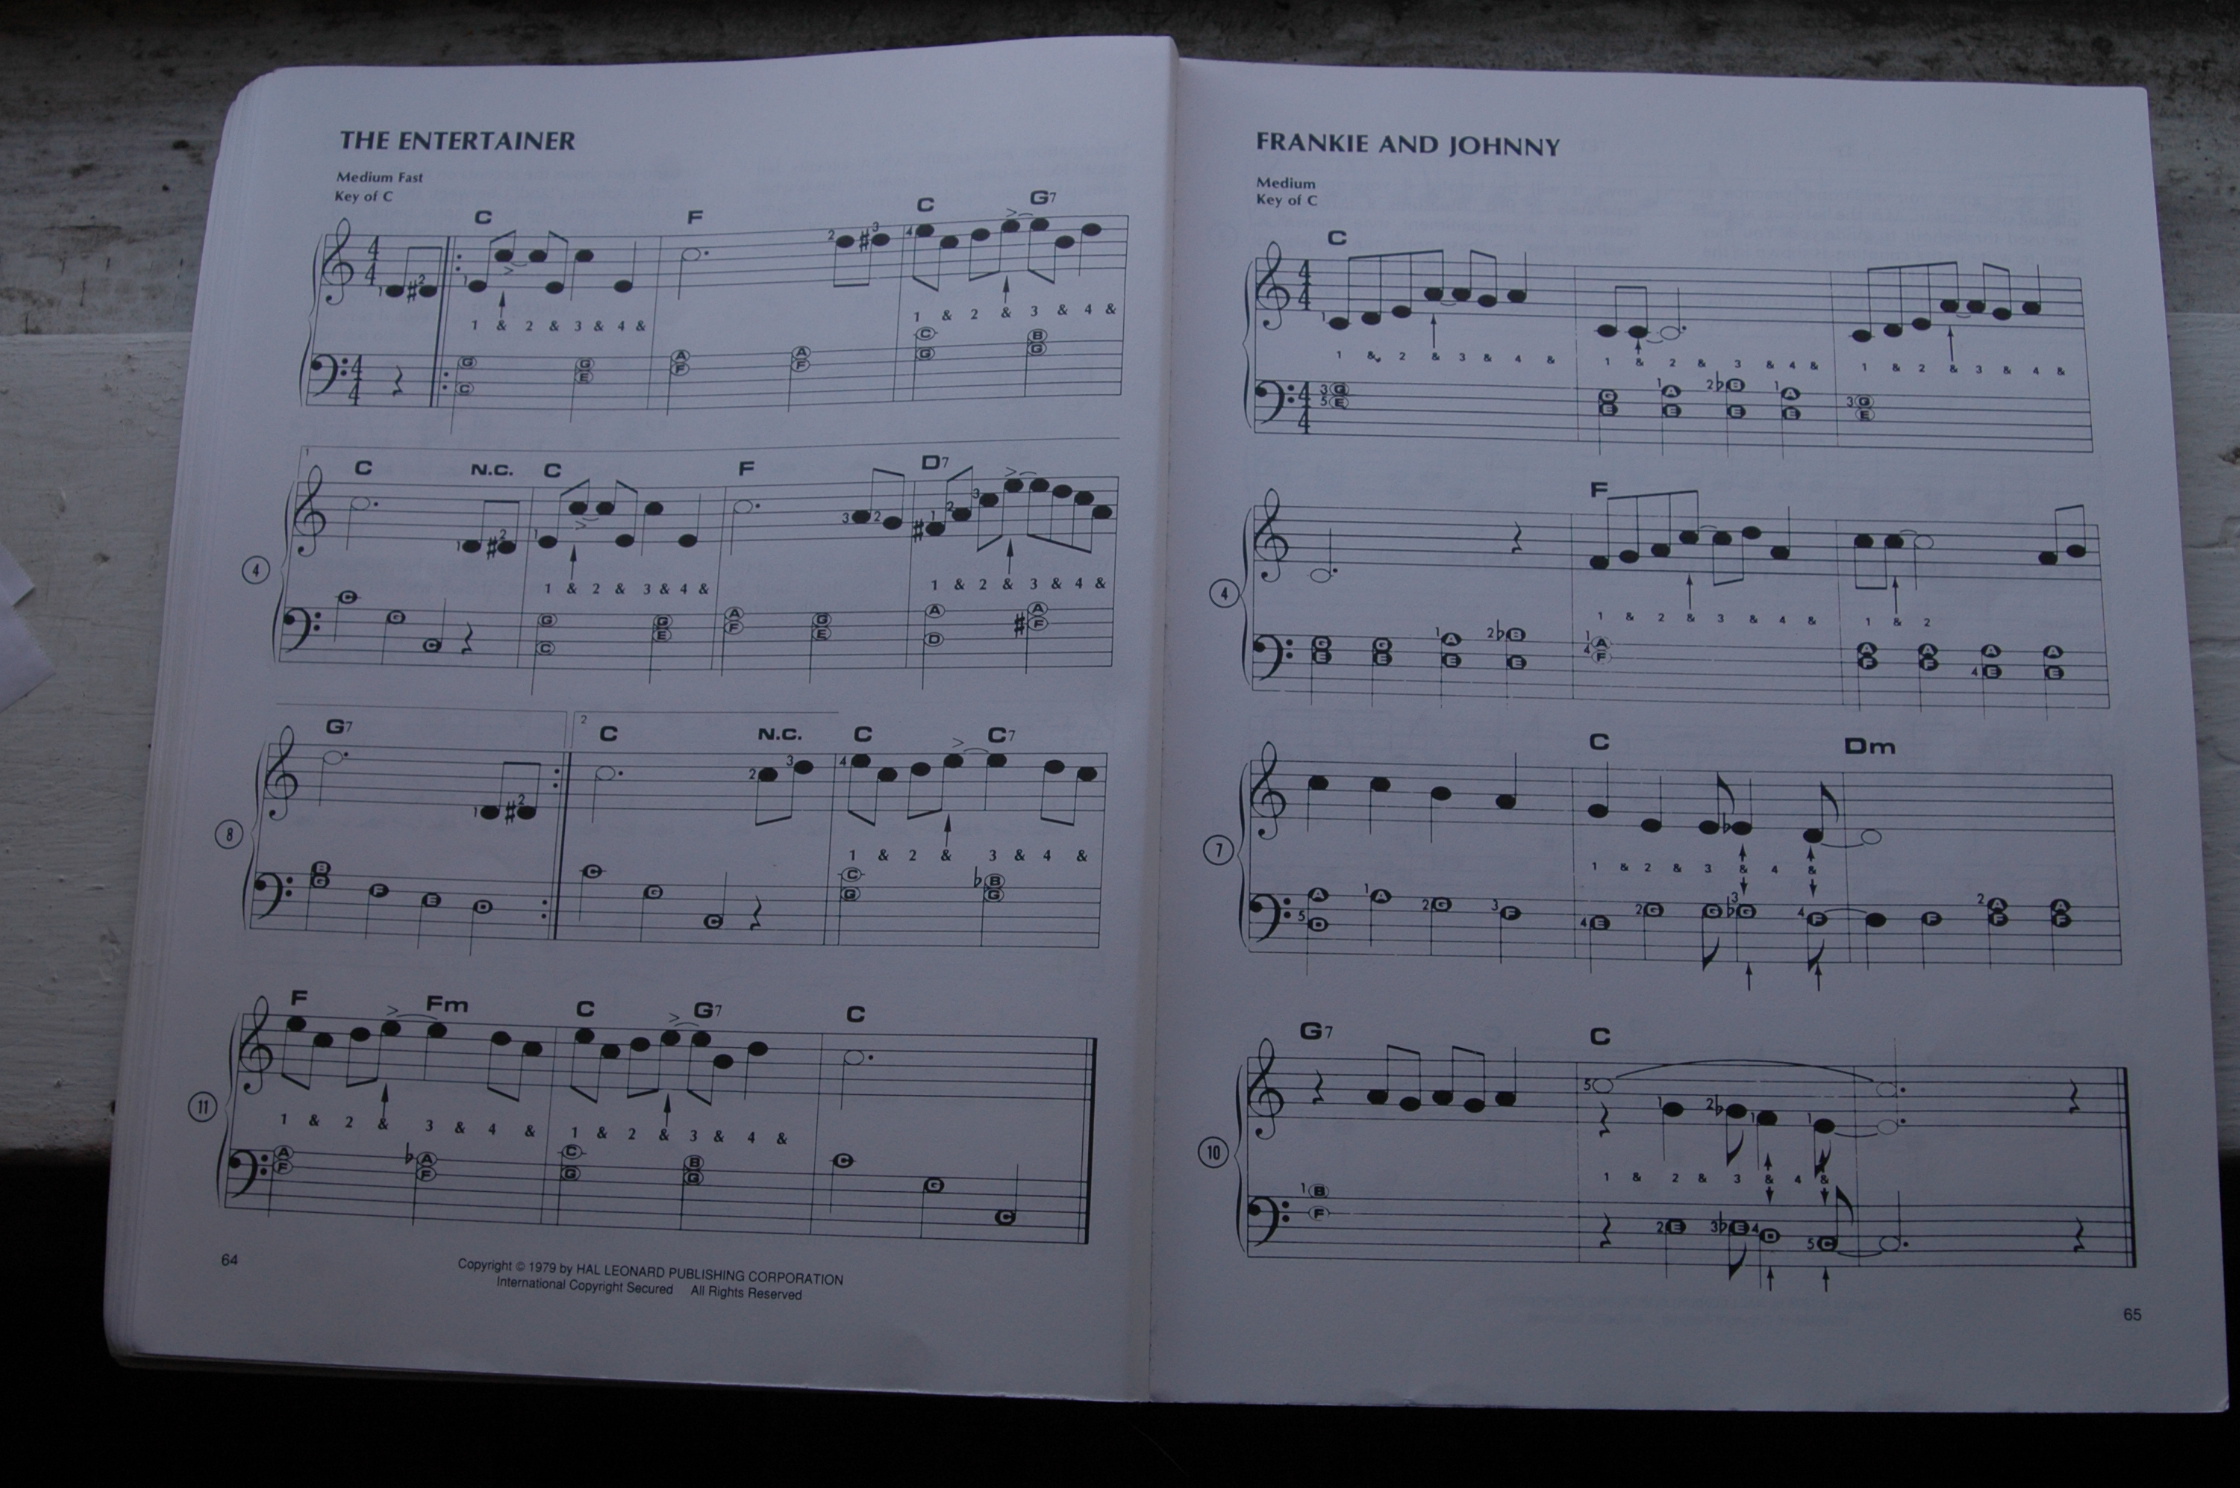 THE ENTERTAINER
Medium Fast
Key of C
C F C G7
1 & 2 & 3 & 4 & 1 & 2 & 3 & 4 &
C N.C. C F D7
1 & 2 & 3 & 4 & 1 & 2 & 3 & 4 &
4
G7 C N.C. C C7
1 & 2 & 3 & 4 &
8
F Fm C G7 C
1 & 2 & 3 & 4 & 1 & 2 & 3 & 4 &
11
64
Copyright © 1979 by HAL LEONARD PUBLISHING CORPORATION
International Copyright Secured All Rights Reserved
FRANKIE AND JOHNNY
Medium
Key of C
C
1 & 2 & 3 & 4 & 1 & 2 & 3 & 4 & 1 & 2 & 3 & 4 &
F
4
1 & 2 & 3 & 4 & 1 & 2
C Dm
7
1 & 2 & 3 & 4 &
G7 C
10
1 & 2 & 3 & 4 &
65